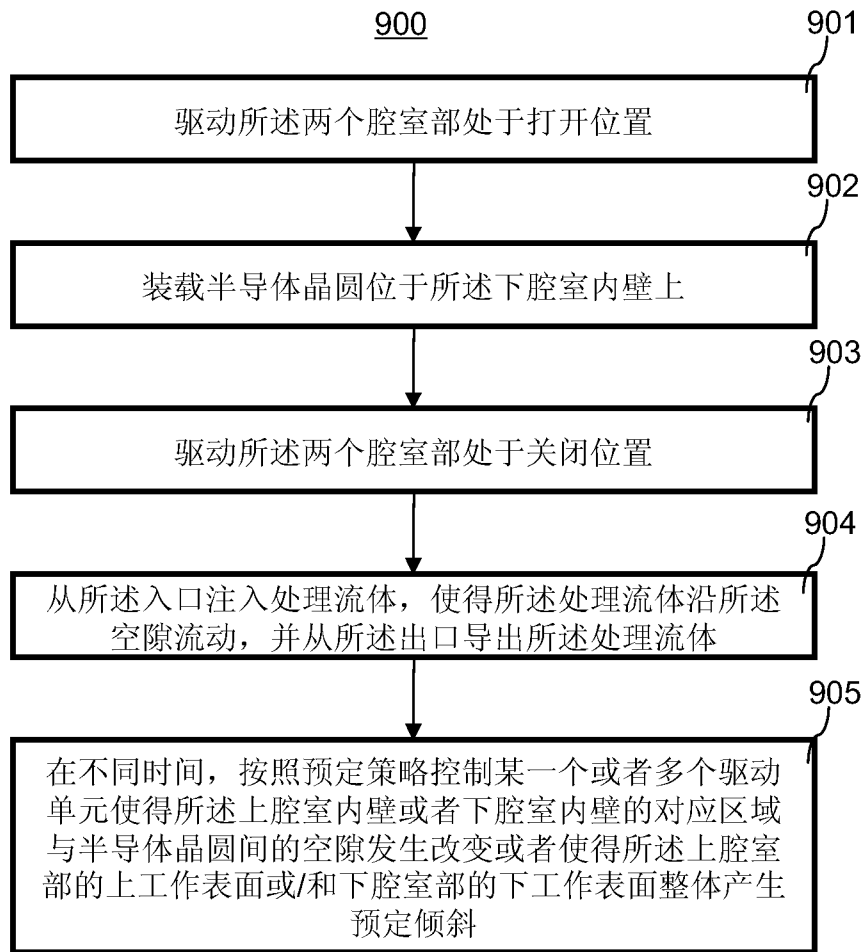 900
901
驱动所述两个腔室部处于打开位置
902
装载半导体晶圆位于所述下腔室内壁上
903
驱动所述两个腔室部处于关闭位置
904
从所述入口注入处理流体，使得所述处理流体沿所述
空隙流动，并从所述出口导出所述处理流体
905
在不同时间，按照预定策略控制某一个或者多个驱动
单元使得所述上腔室内壁或者下腔室内壁的对应区域
与半导体晶圆间的空隙发生改变或者使得所述上腔室
部的上工作表面或/和下腔室部的下工作表面整体产生
预定倾斜